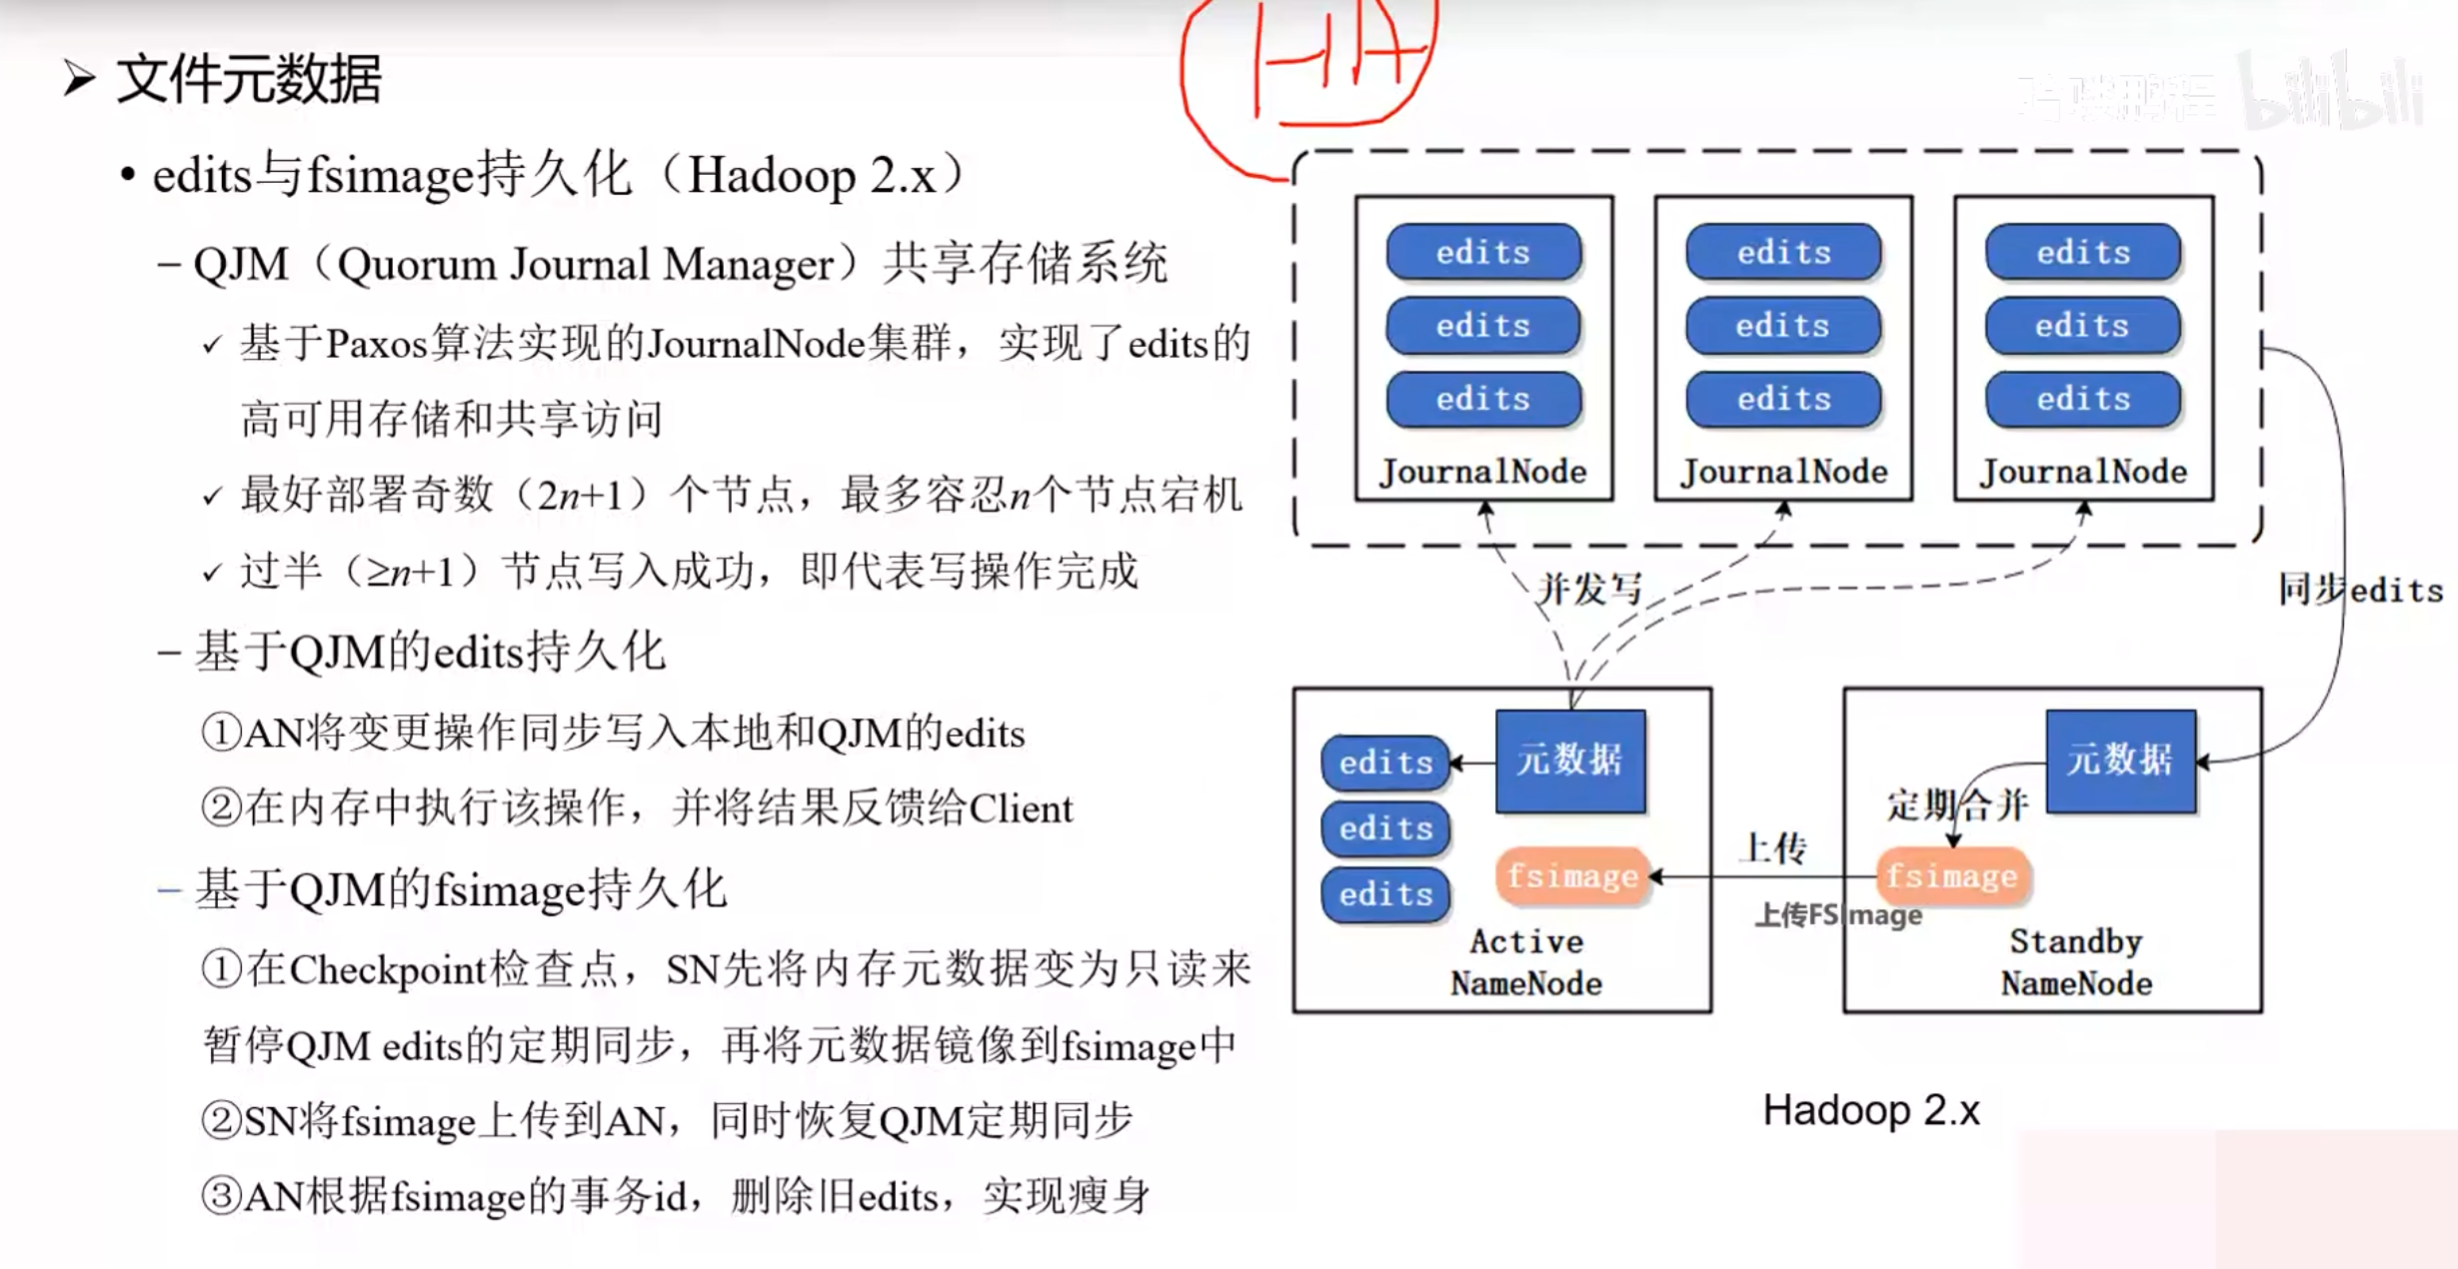 HA
文件元数据
bilibili
• edits与fsimage持久化（Hadoop 2.x）
– QJM（Quorum Journal Manager）共享存储系统
✓ 基于Paxos算法实现的JournalNode集群，实现了edits的
高可用存储和共享访问
✓ 最好部署奇数（2n+1）个节点，最多容忍n个节点宕机
✓ 过半（≥n+1）节点写入成功，即代表写操作完成
– 基于QJM的edits持久化
①AN将变更操作同步写入本地和QJM的edits
②在内存中执行该操作，并将结果反馈给Client
– 基于QJM的fsimage持久化
①在Checkpoint检查点，SN先将内存元数据变为只读来
暂停QJM edits的定期同步，再将元数据镜像到fsimage中
②SN将fsimage上传到AN，同时恢复QJM定期同步
③AN根据fsimage的事务id，删除旧edits，实现瘦身
edits edits edits
edits edits edits
edits edits edits
JournalNode JournalNode JournalNode
并发写
同步edits
edits 元数据
edits
edits
fsimage
Active
NameNode
上传
上传FSImage
元数据
定期合并
fsimage
Standby
NameNode
Hadoop 2.x